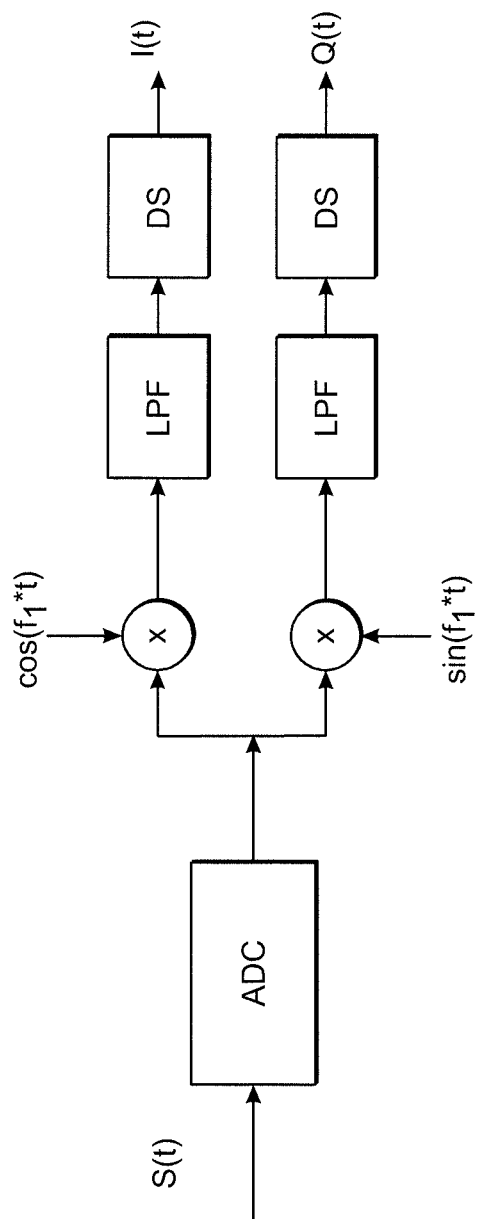 S(t)
ADC
cos(f₁*t)
x
LPF
DS
I(t)
sin(f₁*t)
x
LPF
DS
Q(t)